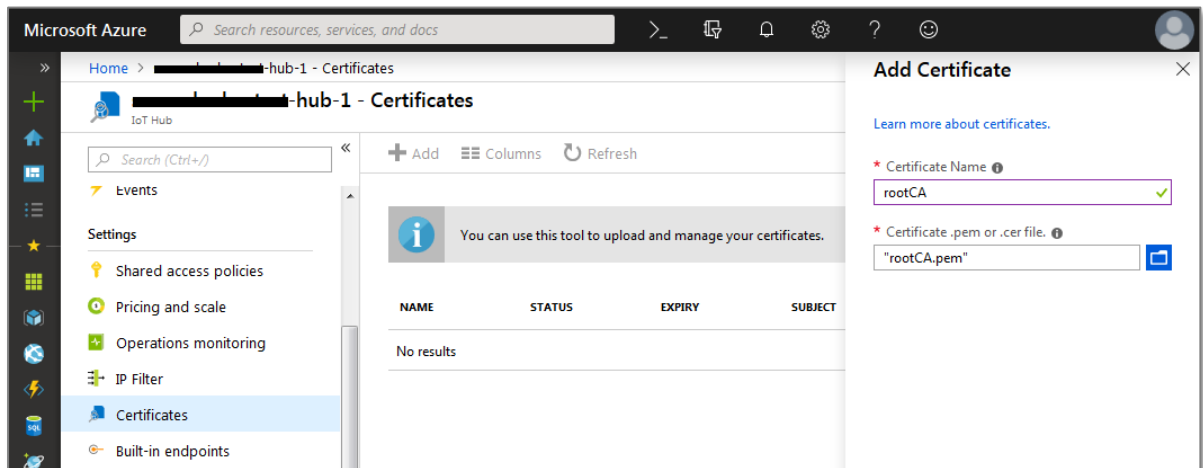 Microsoft Azure
Search resources, services, and docs
>_
?
Home > -hub-1 - Certificates
-hub-1 - Certificates
IoT Hub
Search (Ctrl+/)
Events
Settings
Shared access policies
Pricing and scale
Operations monitoring
IP Filter
Certificates
Built-in endpoints
Add Columns Refresh
You can use this tool to upload and manage your certificates.
NAME STATUS EXPIRY SUBJECT
No results
Add Certificate
Learn more about certificates.
* Certificate Name
rootCA
* Certificate .pem or .cer file.
"rootCA.pem"